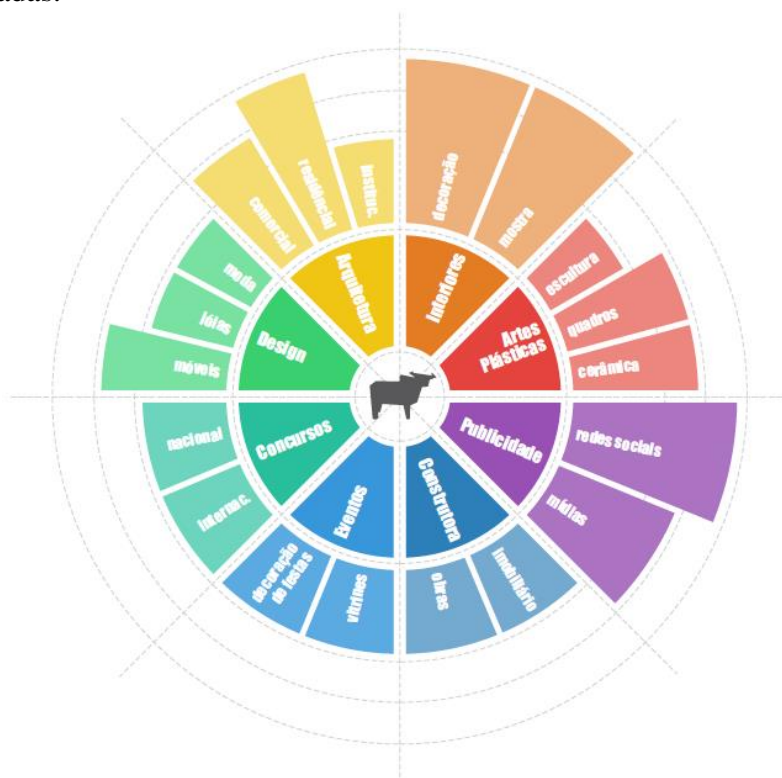 Interiores
decoração
mostra
Artes
Plásticas
escultura
quadros
cerâmica
Publicidade
redes sociais
mídias
Construtora
imobiliário
obras
Eventos
vitrines
decoração
de festas
Concursos
internac.
nacional
Design
móveis
jóias
moda
Arquitetura
comercial
residêncial
instituc.